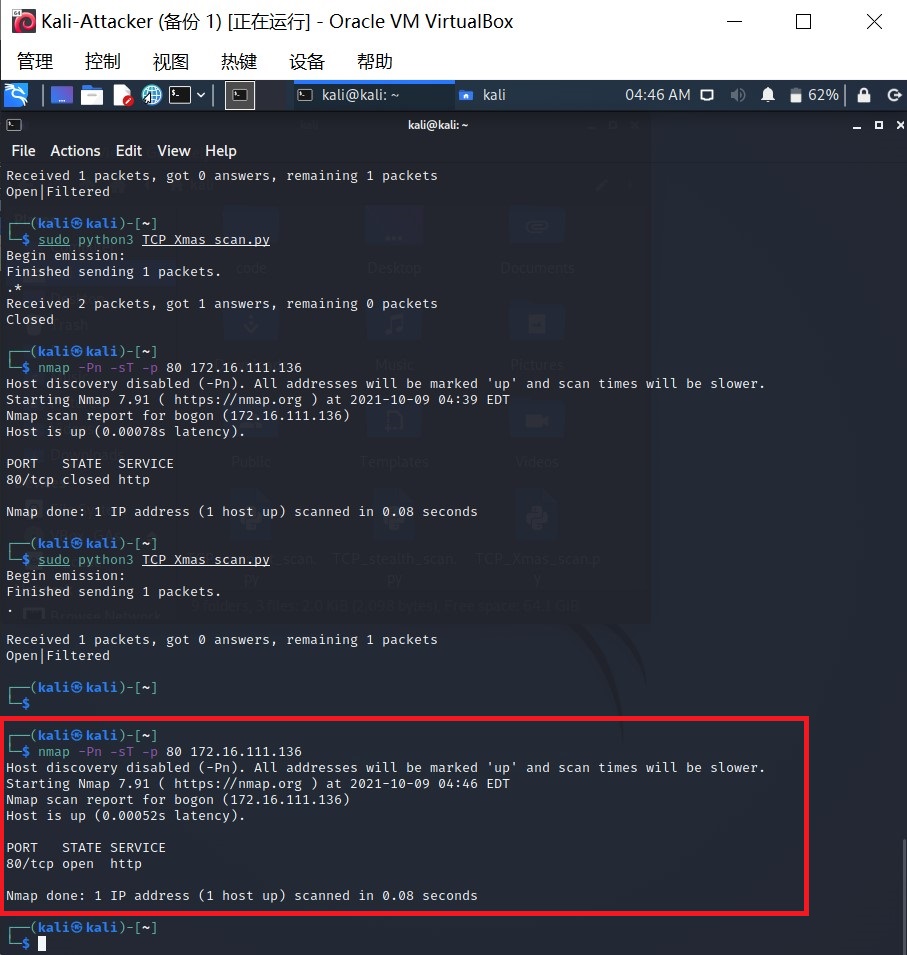 Kali-Attacker (备份 1) [正在运行] - Oracle VM VirtualBox
管理 控制 视图 热键 设备 帮助
kali@kali: ~ kali 04:46 AM 62%
kali@kali: ~
File Actions Edit View Help
Received 1 packets, got 0 answers, remaining 1 packets
Open|Filtered
┌──(kali㉿kali)-[~]
└─$ sudo python3 TCP_Xmas_scan.py
Begin emission:
Finished sending 1 packets.
.*
Received 2 packets, got 1 answers, remaining 0 packets
Closed
┌──(kali㉿kali)-[~]
└─$ nmap -Pn -sT -p 80 172.16.111.136
Host discovery disabled (-Pn). All addresses will be marked 'up' and scan times will be slower.
Starting Nmap 7.91 ( https://nmap.org ) at 2021-10-09 04:39 EDT
Nmap scan report for bogon (172.16.111.136)
Host is up (0.00078s latency).
PORT   STATE  SERVICE
80/tcp closed http
Nmap done: 1 IP address (1 host up) scanned in 0.08 seconds
┌──(kali㉿kali)-[~]
└─$ sudo python3 TCP_Xmas_scan.py
Begin emission:
Finished sending 1 packets.
.
Received 1 packets, got 0 answers, remaining 1 packets
Open|Filtered
┌──(kali㉿kali)-[~]
└─$
┌──(kali㉿kali)-[~]
└─$ nmap -Pn -sT -p 80 172.16.111.136
Host discovery disabled (-Pn). All addresses will be marked 'up' and scan times will be slower.
Starting Nmap 7.91 ( https://nmap.org ) at 2021-10-09 04:46 EDT
Nmap scan report for bogon (172.16.111.136)
Host is up (0.00052s latency).
PORT   STATE SERVICE
80/tcp open  http
Nmap done: 1 IP address (1 host up) scanned in 0.08 seconds
┌──(kali㉿kali)-[~]
└─$
code Desktop Documents
Music Pictures
Public Templates Videos